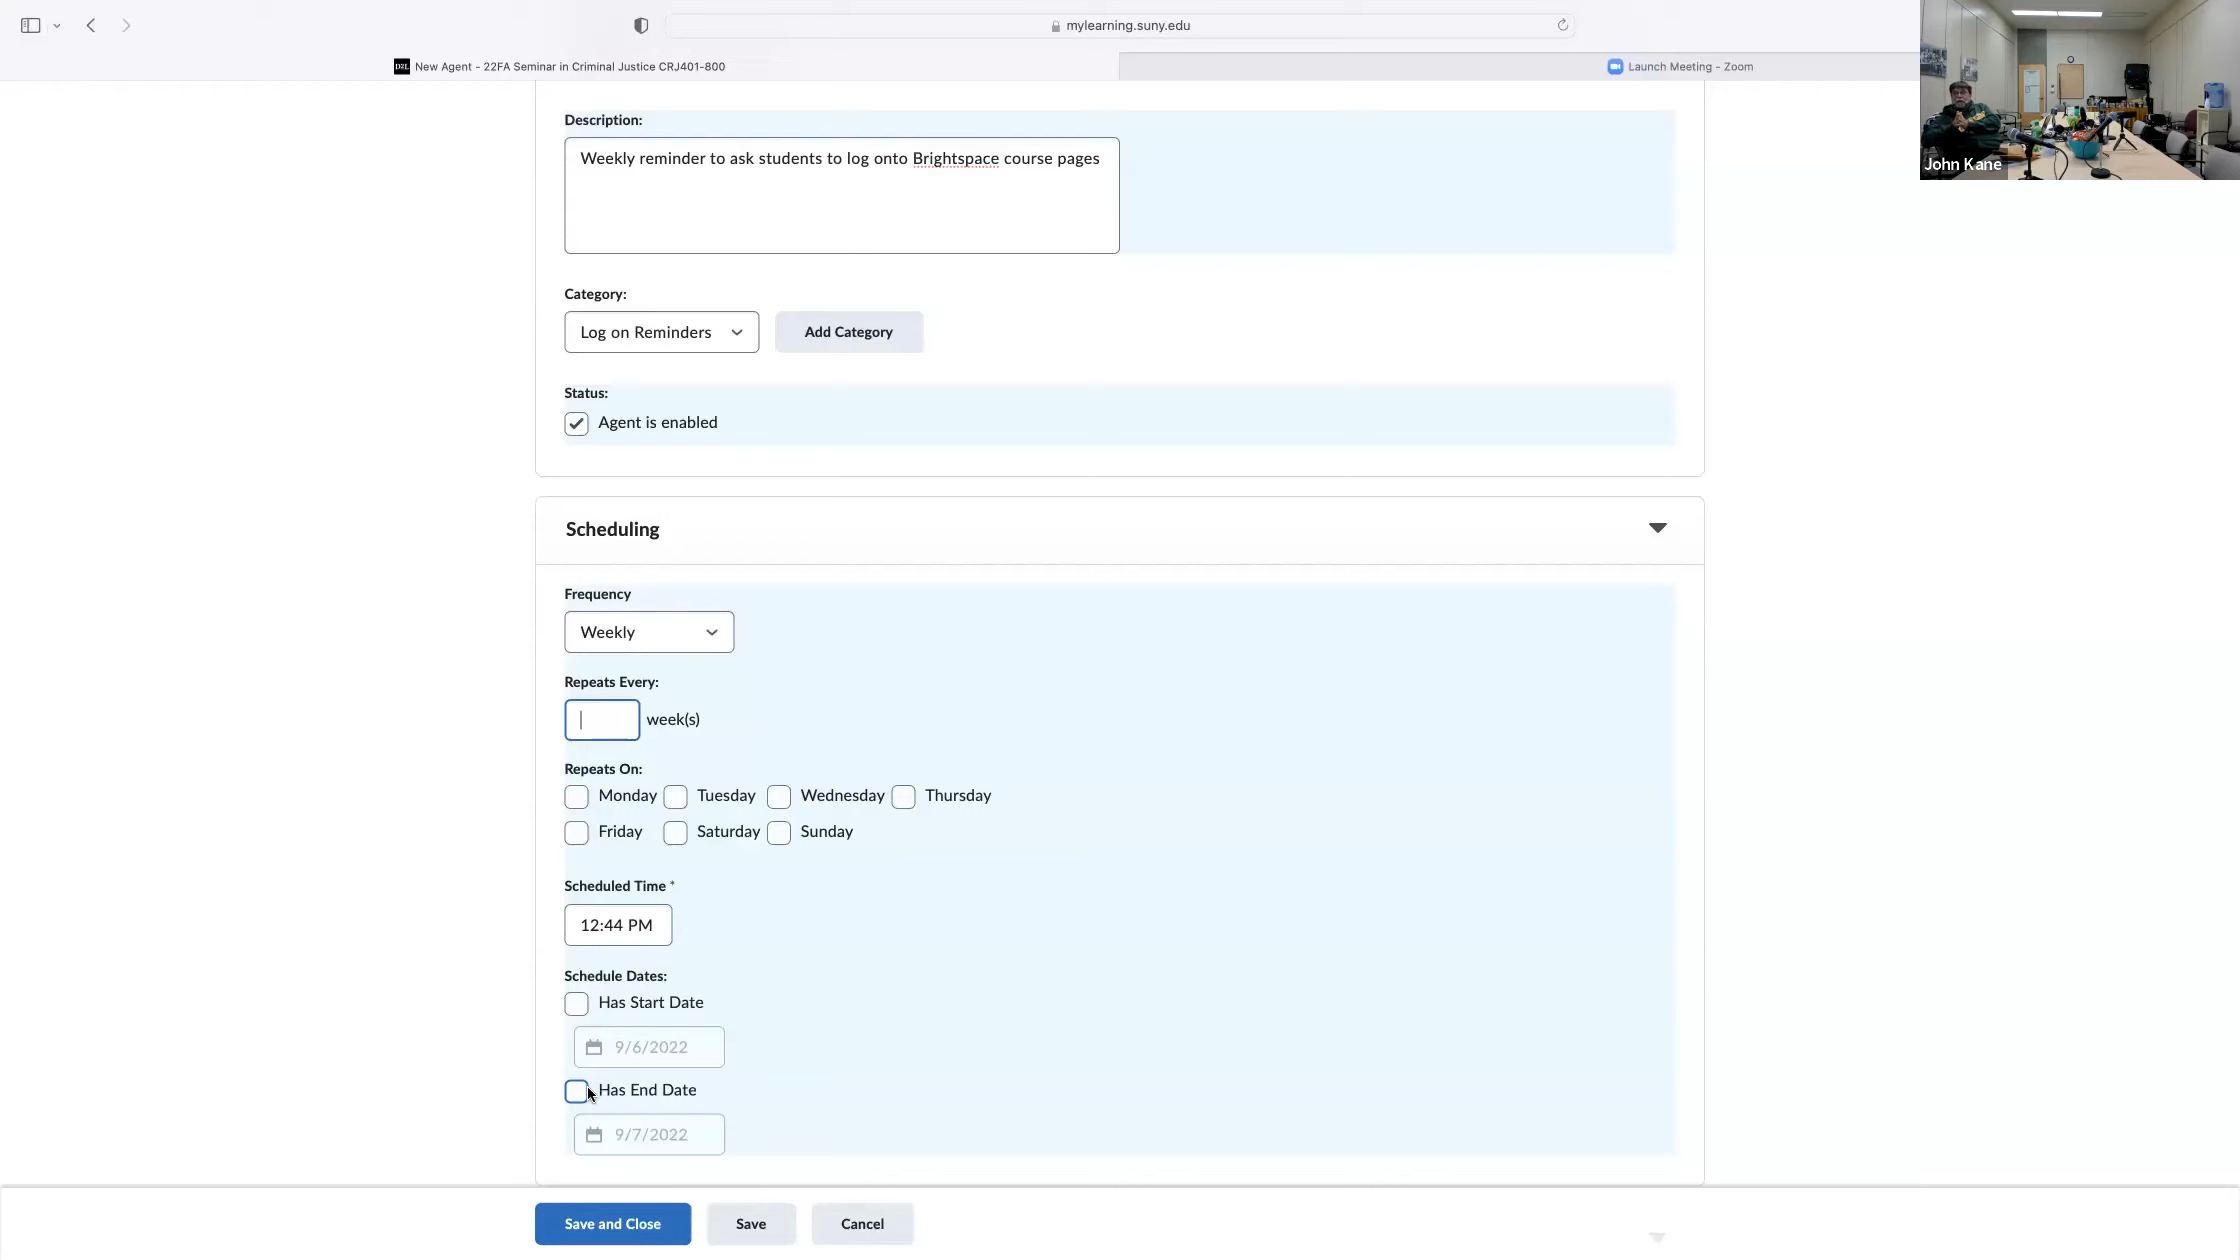 mylearning.suny.edu
D2L New Agent - 22FA Seminar in Criminal Justice CRJ401-800
Launch Meeting - Zoom
John Kane
Description:
Weekly reminder to ask students to log onto Brightspace course pages
Category:
Log on Reminders
Add Category
Status:
Agent is enabled
Scheduling
Frequency
Weekly
Repeats Every:
week(s)
Repeats On:
Monday Tuesday Wednesday Thursday
Friday Saturday Sunday
Scheduled Time *
12:44 PM
Schedule Dates:
Has Start Date
9/6/2022
Has End Date
9/7/2022
Save and Close Save Cancel